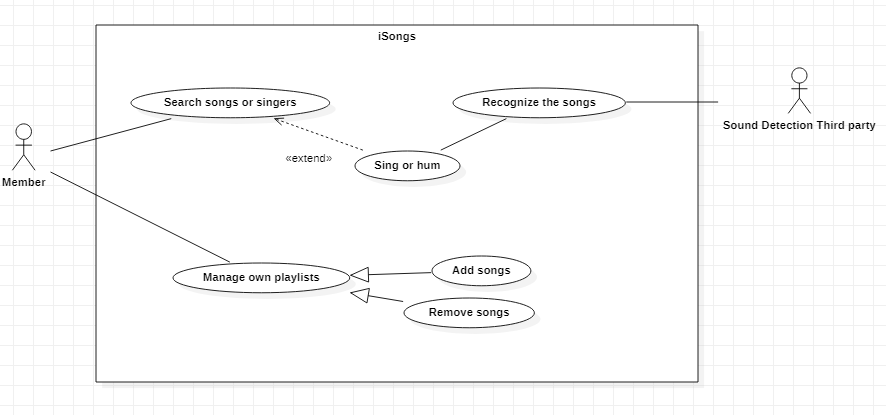 iSongs
Search songs or singers
Recognize the songs
Sound Detection Third party
«extend»
Sing or hum
Member
Manage own playlists
Add songs
Remove songs